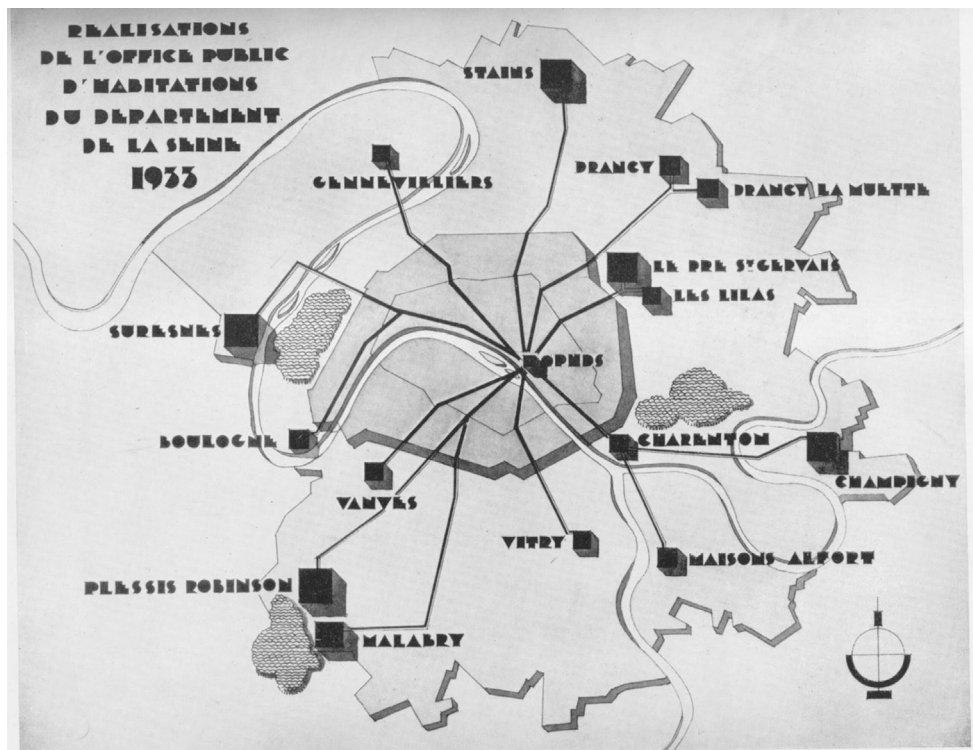 REALISATIONS
DE L'OFFICE PUBLIC
D'HABITATIONS
DU DEPARTEMENT
DE LA SEINE
1933
STAINS
GENNEVILLIERS
DRANCY
DRANCY LA MUETTE
LE PRE ST GERVAIS
LES LILAS
SURESNES
OPHDS
BOULOGNE
CHARENTON
CHAMPIGNY
VANVES
VITRY
MAISONS ALFORT
PLESSIS ROBINSON
MALABRY